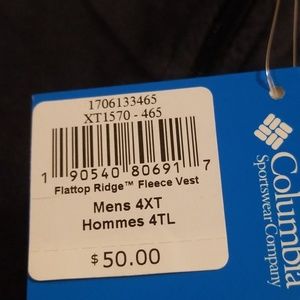 1706133465
XT1570 - 465
1 90540 80691 7
Flattop Ridge™ Fleece Vest
Mens 4XT
Hommes 4TL
$50.00
Columbia
Sportswear Company